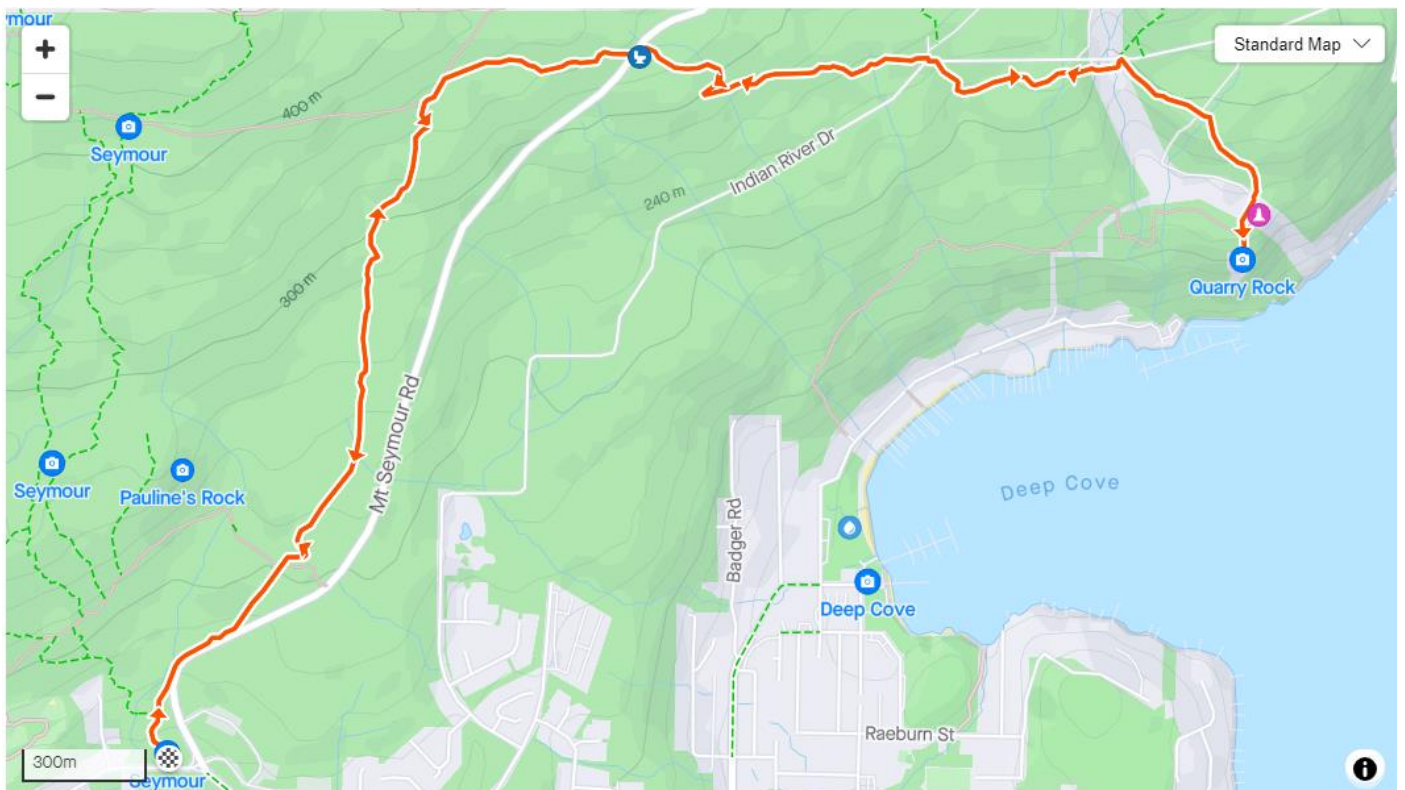 mour
+
Standard Map
−
400 m
Seymour
Indian River Dr
240 m
Quarry Rock
300 m
Mt Seymour Rd
Seymour
Pauline's Rock
Deep Cove
Badger Rd
Deep Cove
Raeburn St
300m
Seymour
i